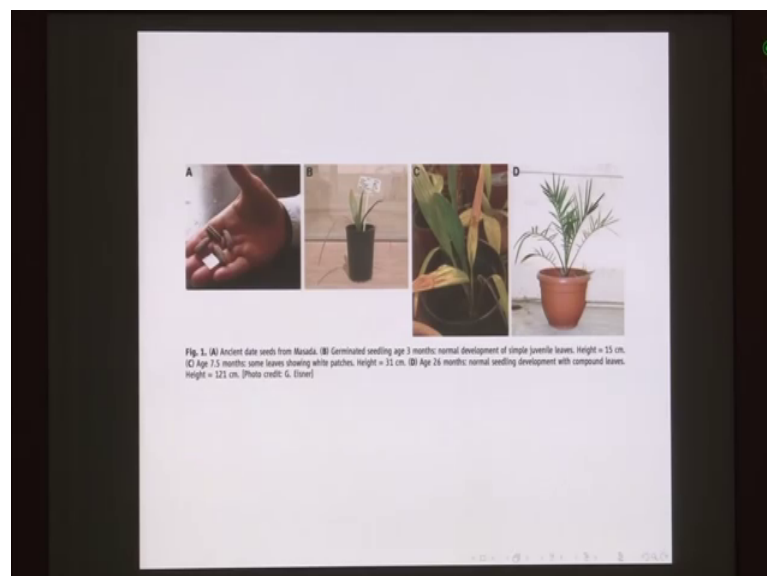 A B C D
Fig. 1. (A) Ancient date seeds from Masada. (B) Germinated seedling age 3 months: normal development of simple juvenile leaves. Height = 15 cm.
(C) Age 7.5 months: some leaves showing white patches. Height = 31 cm. (D) Age 26 months: normal seedling development with compound leaves.
Height = 121 cm. [Photo credit: G. Eisner]